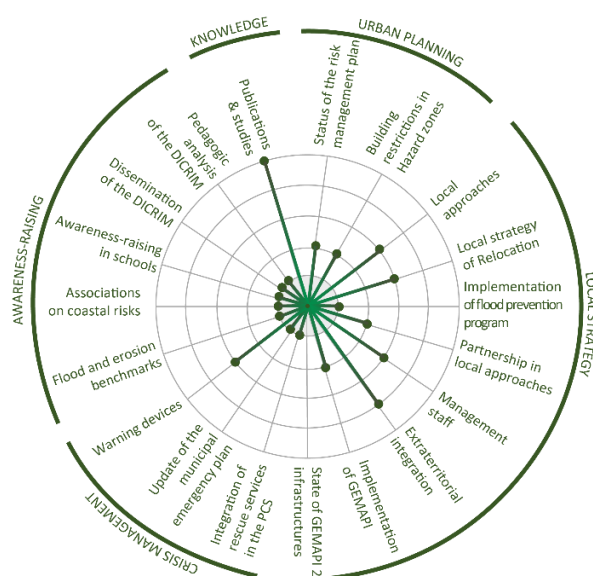 KNOWLEDGE
URBAN PLANNING
LOCAL STRATEGY
CRISIS MANAGEMENT
AWARENESS-RAISING
Status of the risk
management plan
Building
restrictions in
Hazard zones
Local
approaches
Local strategy
of Relocation
Implementation
of flood prevention
program
Partnership in
local approaches
Management
staff
Extraterritorial
integration
Implementation
of GEMAPI
State of GEMAPI 2
infrastructures
Integration of
rescue services
in the PCS
Update of the
municipal
emergency plan
Warning devices
Flood and erosion
benchmarks
Associations
on coastal risks
Awareness-raising
in schools
Dissemination
of the DICRIM
Pedagogic
analysis
of the DICRIM
Publications
& studies